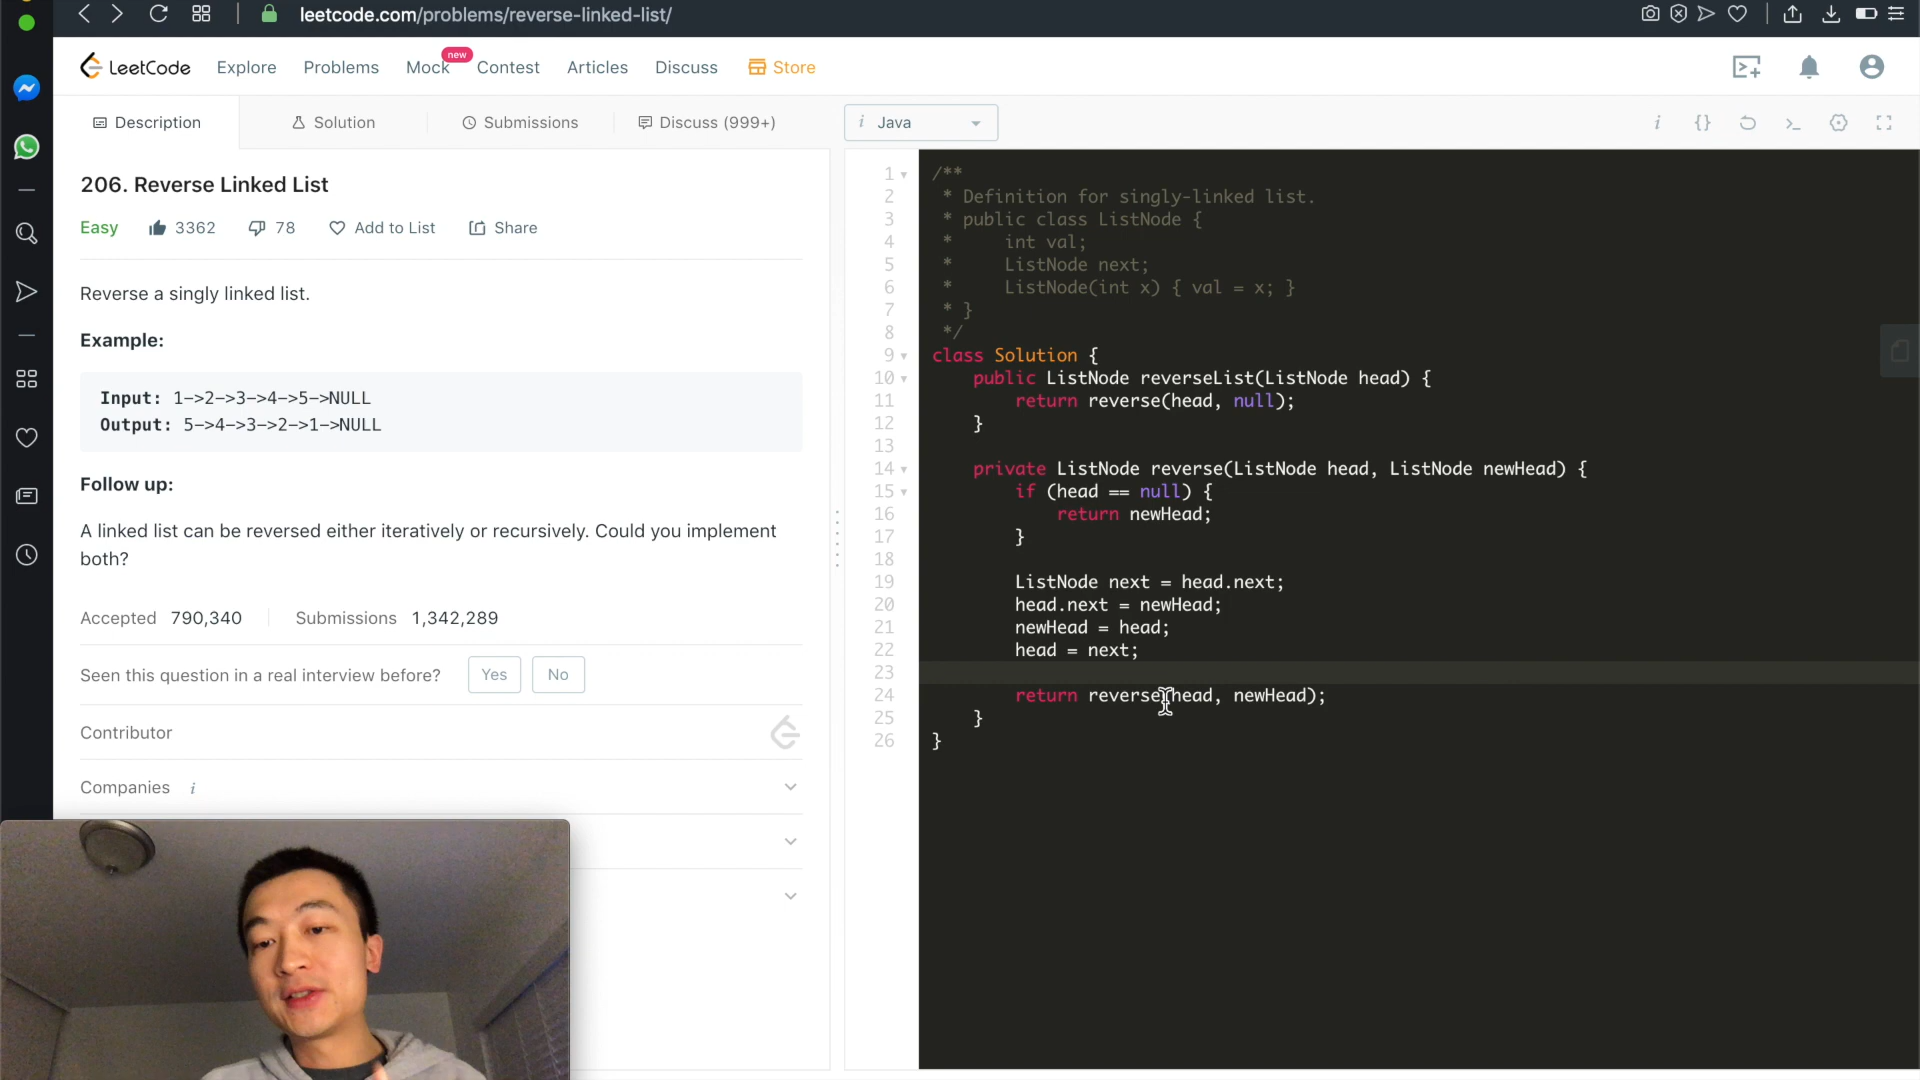 leetcode.com/problems/reverse-linked-list/
LeetCode Explore Problems Mock new Contest Articles Discuss Store
Description Solution Submissions Discuss (999+)
i Java
206. Reverse Linked List
Easy 3362 78 Add to List Share
Reverse a singly linked list.
Example:
Input: 1->2->3->4->5->NULL
Output: 5->4->3->2->1->NULL
Follow up:
A linked list can be reversed either iteratively or recursively. Could you implement
both?
Accepted 790,340 Submissions 1,342,289
Seen this question in a real interview before? Yes No
Contributor
Companies i
1 /**
2 * Definition for singly-linked list.
3 * public class ListNode {
4 * int val;
5 * ListNode next;
6 * ListNode(int x) { val = x; }
7 * }
8 */
9 class Solution {
10 public ListNode reverseList(ListNode head) {
11 return reverse(head, null);
12 }
13
14 private ListNode reverse(ListNode head, ListNode newHead) {
15 if (head == null) {
16 return newHead;
17 }
18
19 ListNode next = head.next;
20 head.next = newHead;
21 newHead = head;
22 head = next;
23
24 return reverse(head, newHead);
25 }
26 }